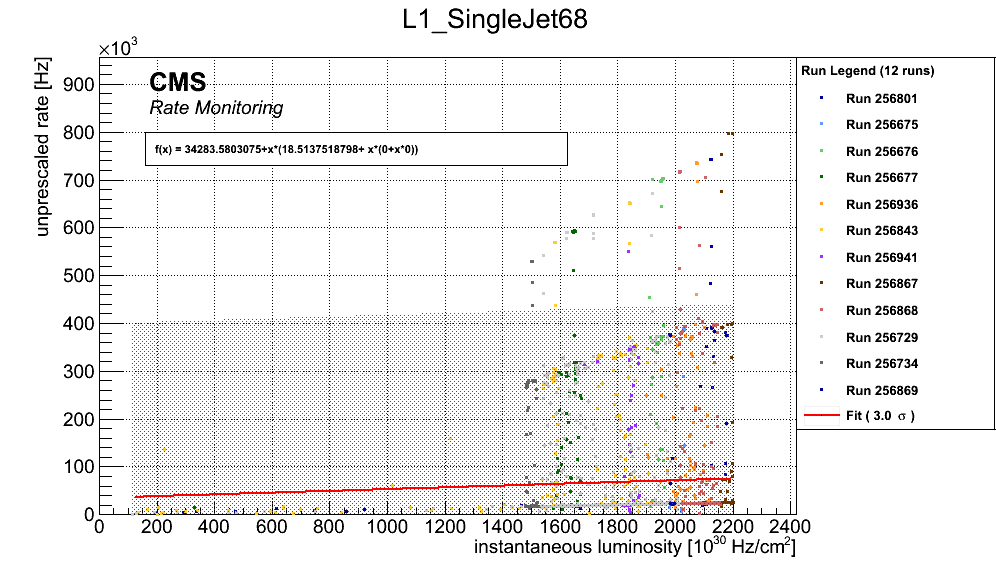 L1_SingleJet68
×10³
unprescaled rate [Hz]
900
800
700
600
500
400
300
200
100
0
CMS
Rate Monitoring
f(x) = 34283.5803075+x*(18.5137518798+ x*(0+x*0))
0 200 400 600 800 1000 1200 1400 1600 1800 2000 2200 2400
instantaneous luminosity [10³⁰ Hz/cm²]
Run Legend (12 runs)
Run 256801
Run 256675
Run 256676
Run 256677
Run 256936
Run 256843
Run 256941
Run 256867
Run 256868
Run 256729
Run 256734
Run 256869
Fit ( 3.0 σ )